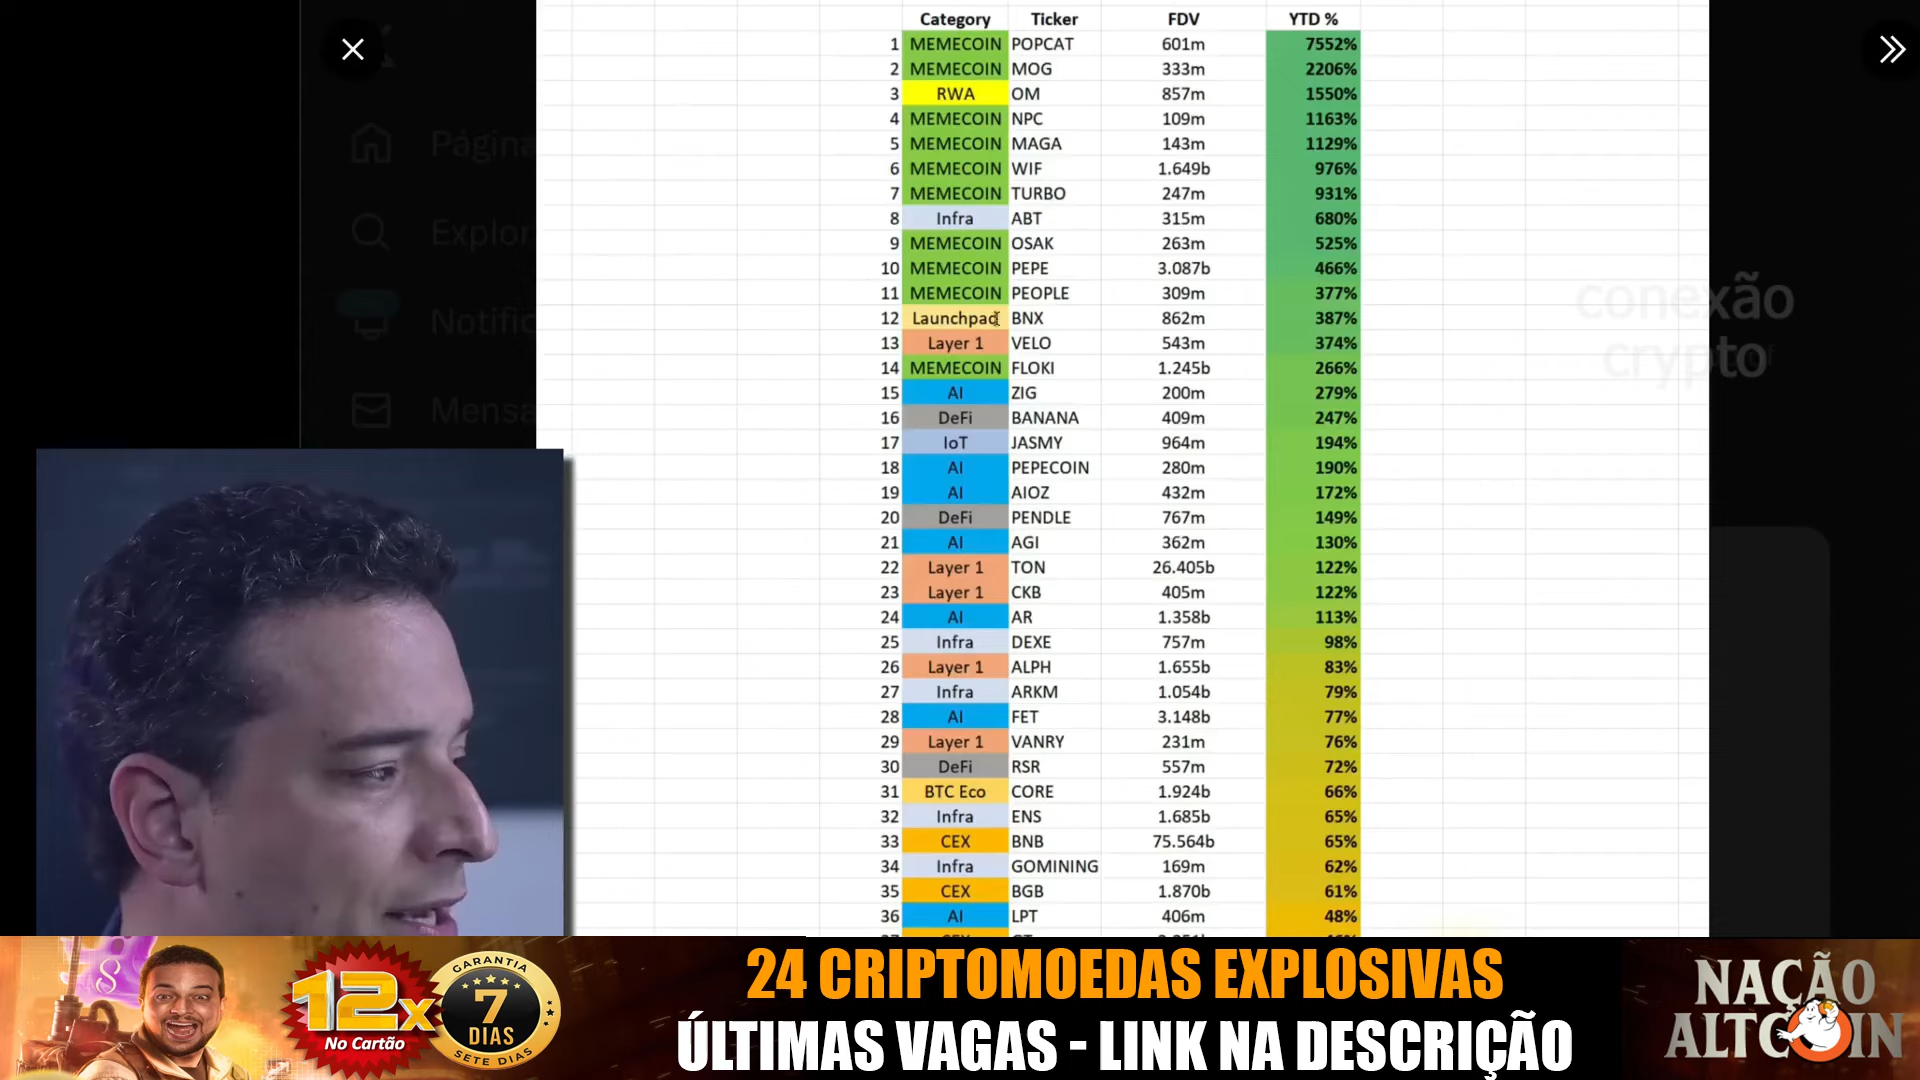 Category Ticker FDV YTD %
1 MEMECOIN POPCAT 601m 7552%
2 MEMECOIN MOG 333m 2206%
3 RWA OM 857m 1550%
4 MEMECOIN NPC 109m 1163%
5 MEMECOIN MAGA 143m 1129%
6 MEMECOIN WIF 1.649b 976%
7 MEMECOIN TURBO 247m 931%
8 Infra ABT 315m 680%
9 MEMECOIN OSAK 263m 525%
10 MEMECOIN PEPE 3.087b 466%
11 MEMECOIN PEOPLE 309m 377%
12 Launchpad BNX 862m 387%
13 Layer 1 VELO 543m 374%
14 MEMECOIN FLOKI 1.245b 266%
15 AI ZIG 200m 279%
16 DeFi BANANA 409m 247%
17 IoT JASMY 964m 194%
18 AI PEPECOIN 280m 190%
19 AI AIOZ 432m 172%
20 DeFi PENDLE 767m 149%
21 AI AGI 362m 130%
22 Layer 1 TON 26.405b 122%
23 Layer 1 CKB 405m 122%
24 AI AR 1.358b 113%
25 Infra DEXE 757m 98%
26 Layer 1 ALPH 1.655b 83%
27 Infra ARKM 1.054b 79%
28 AI FET 3.148b 77%
29 Layer 1 VANRY 231m 76%
30 DeFi RSR 557m 72%
31 BTC Eco CORE 1.924b 66%
32 Infra ENS 1.685b 65%
33 CEX BNB 75.564b 65%
34 Infra GOMINING 169m 62%
35 CEX BGB 1.870b 61%
36 AI LPT 406m 48%
Página
Explor
Notific
Mensa
conexão
crypto
12x
No Cartão
GARANTIA
7
DIAS
SETE DIAS
24 CRIPTOMOEDAS EXPLOSIVAS
ÚLTIMAS VAGAS - LINK NA DESCRIÇÃO
NAÇÃO
ALTCOIN